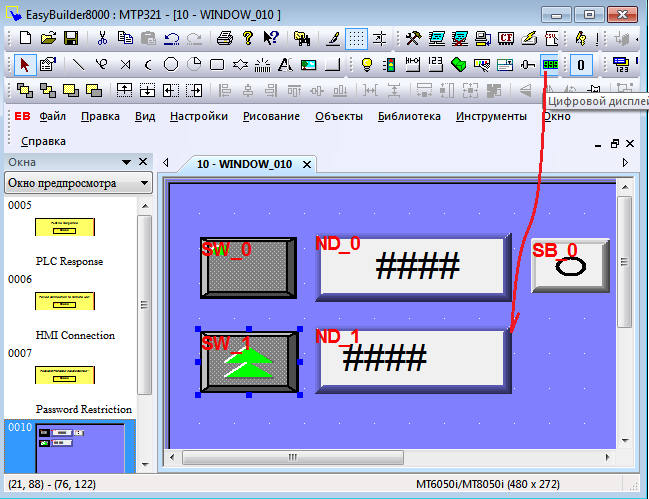 EasyBuilder8000 : MTP321 - [10 - WINDOW_010 ]
Цифровой дисплей
EB Файл Правка Вид Настройки Рисование Объекты Библиотека Инструменты Окно
Справка
Окна
10 - WINDOW_010
Окно предпросмотра
0005
PLC Response
0006
HMI Connection
0007
Password Restriction
0010
SW_0
ND_0
####
SB_0
SW_1
ND_1
####
(21, 88) - (76, 122)
MT6050i/MT8050i (480 x 272)